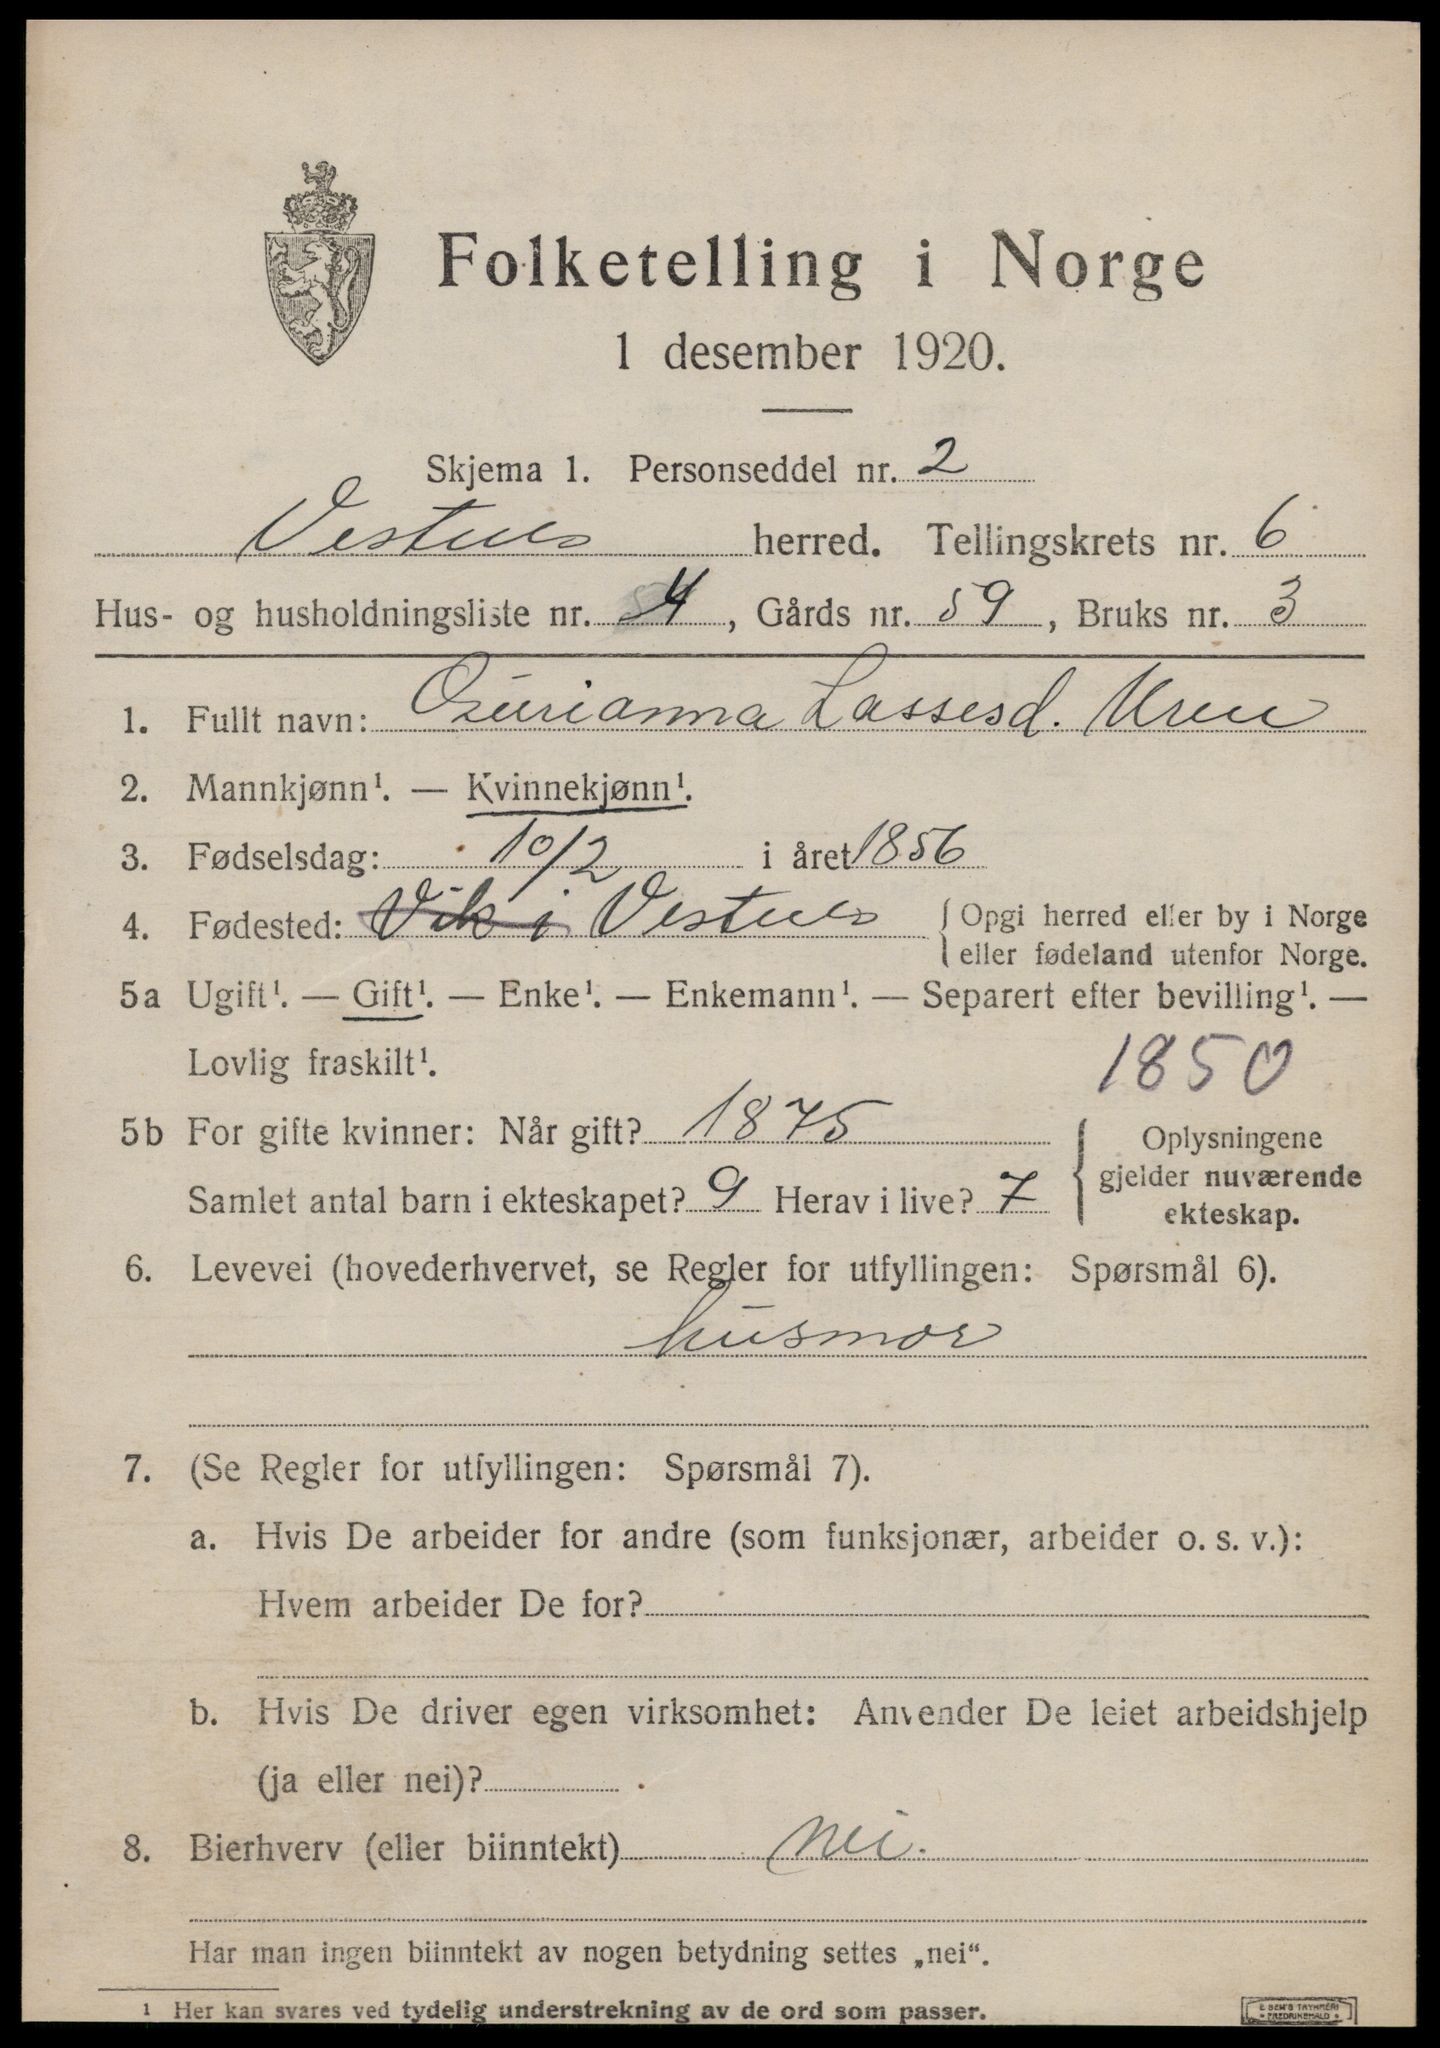 Folketelling i Norge
1 desember 1920.
Skjema 1. Personseddel nr. 2
Vestnes herred. Tellingskrets nr. 6
Hus- og husholdningsliste nr. 4, Gårds nr. 59, Bruks nr. 3
1. Fullt navn: Gurianna Lassesd. Uren
2. Mannkjønn¹. — Kvinnekjønn¹.
3. Fødselsdag: 10/2 i året 1856
4. Fødested: Vik i Vestnes {Opgi herred eller by i Norge
eller fødeland utenfor Norge.
5a Ugift¹. — Gift¹. — Enke¹. — Enkemann¹. — Separert efter bevilling¹. —
Lovlig fraskilt¹. 1850
5b For gifte kvinner: Når gift? 1875
Samlet antal barn i ekteskapet? 9 Herav i live? 7
{Oplysningene
gjelder nuværende
ekteskap.
6. Levevei (hovederhvervet, se Regler for utfyllingen: Spørsmål 6).
husmor
7. (Se Regler for utfyllingen: Spørsmål 7).
a. Hvis De arbeider for andre (som funksjonær, arbeider o. s. v.):
Hvem arbeider De for?
b. Hvis De driver egen virksomhet: Anvender De leiet arbeidshjelp
(ja eller nei)?
8. Bierhverv (eller biinntekt) nei.
Har man ingen biinntekt av nogen betydning settes „nei“.
¹ Her kan svares ved tydelig understrekning av de ord som passer.
E SEM'S TRYKKERI
FREDRIKSHALD